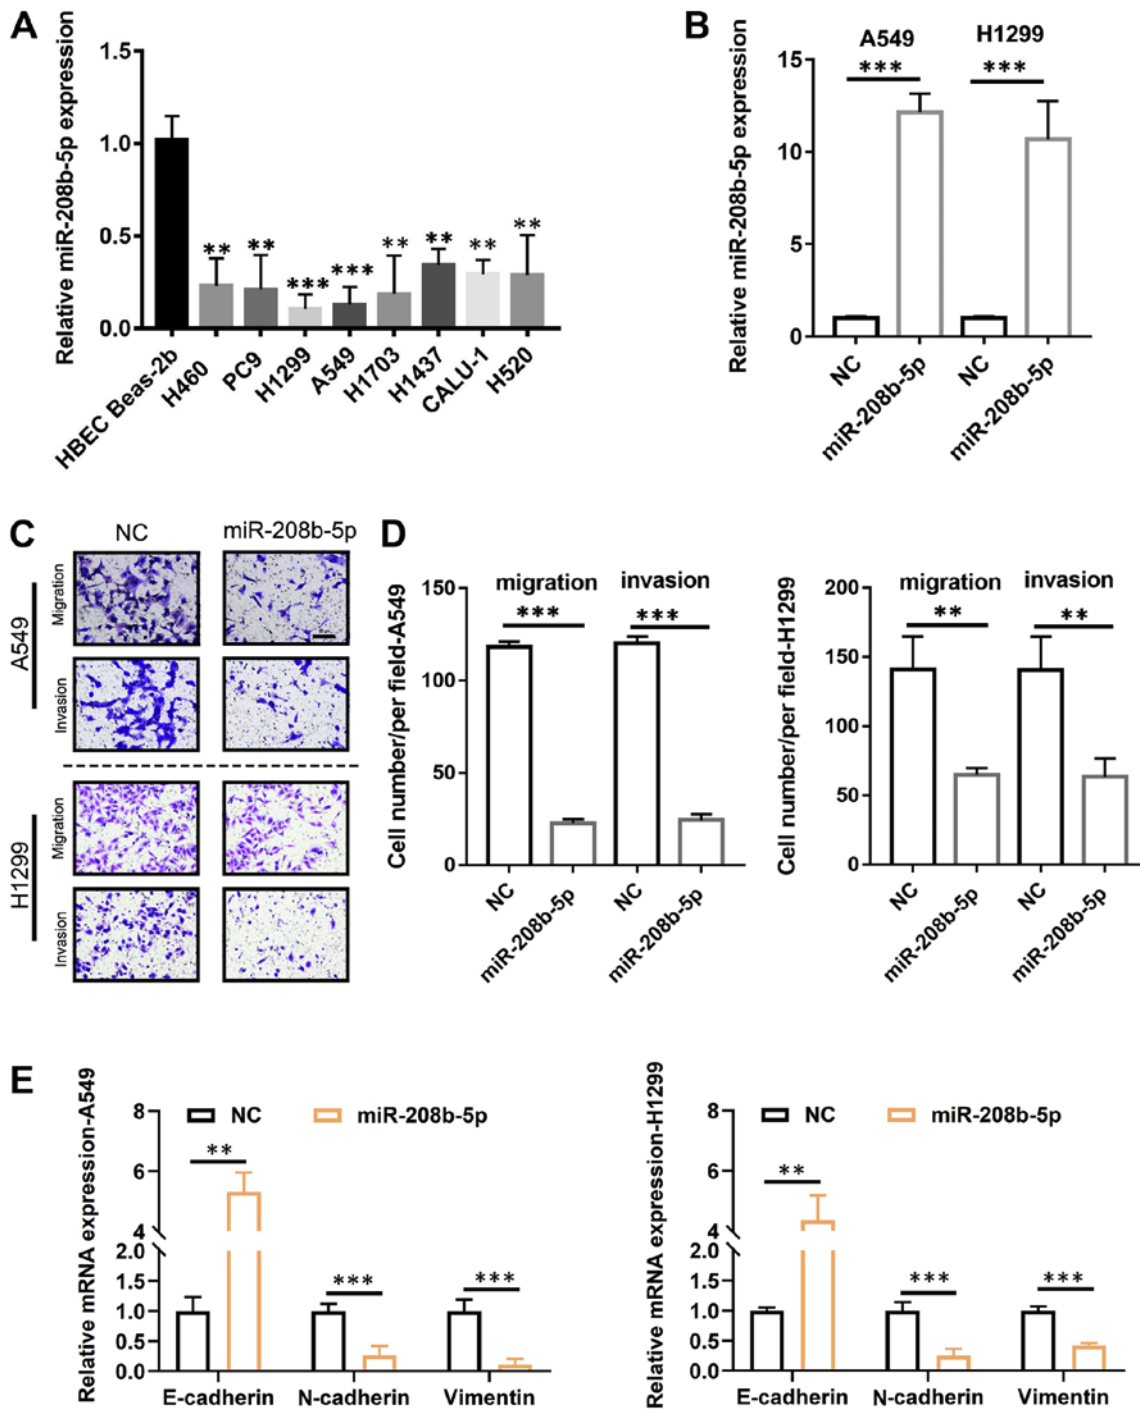 A
Relative miR-208b-5p expression
1.5
1.0
0.5
0.0
** ** *** *** ** ** ** **
HBEC Beas-2b
H460
PC9
H1299
A549
H1703
H1437
CALU-1
H520
B
Relative miR-208b-5p expression
A549 H1299
*** ***
15
10
5
0
NC
miR-208b-5p
NC
miR-208b-5p
C
NC miR-208b-5p
A549
Migration
Invasion
H1299
Migration
Invasion
D
Cell number/per field-A549
migration invasion
*** ***
150
100
50
0
NC
miR-208b-5p
NC
miR-208b-5p
Cell number/per field-H1299
migration invasion
** **
200
150
100
50
0
NC
miR-208b-5p
NC
miR-208b-5p
E
Relative mRNA expression-A549
NC miR-208b-5p
** *** ***
8
6
4
2.0
1.5
1.0
0.5
0.0
E-cadherin N-cadherin Vimentin
Relative mRNA expression-H1299
NC miR-208b-5p
** *** ***
8
6
4
2.0
1.5
1.0
0.5
0.0
E-cadherin N-cadherin Vimentin